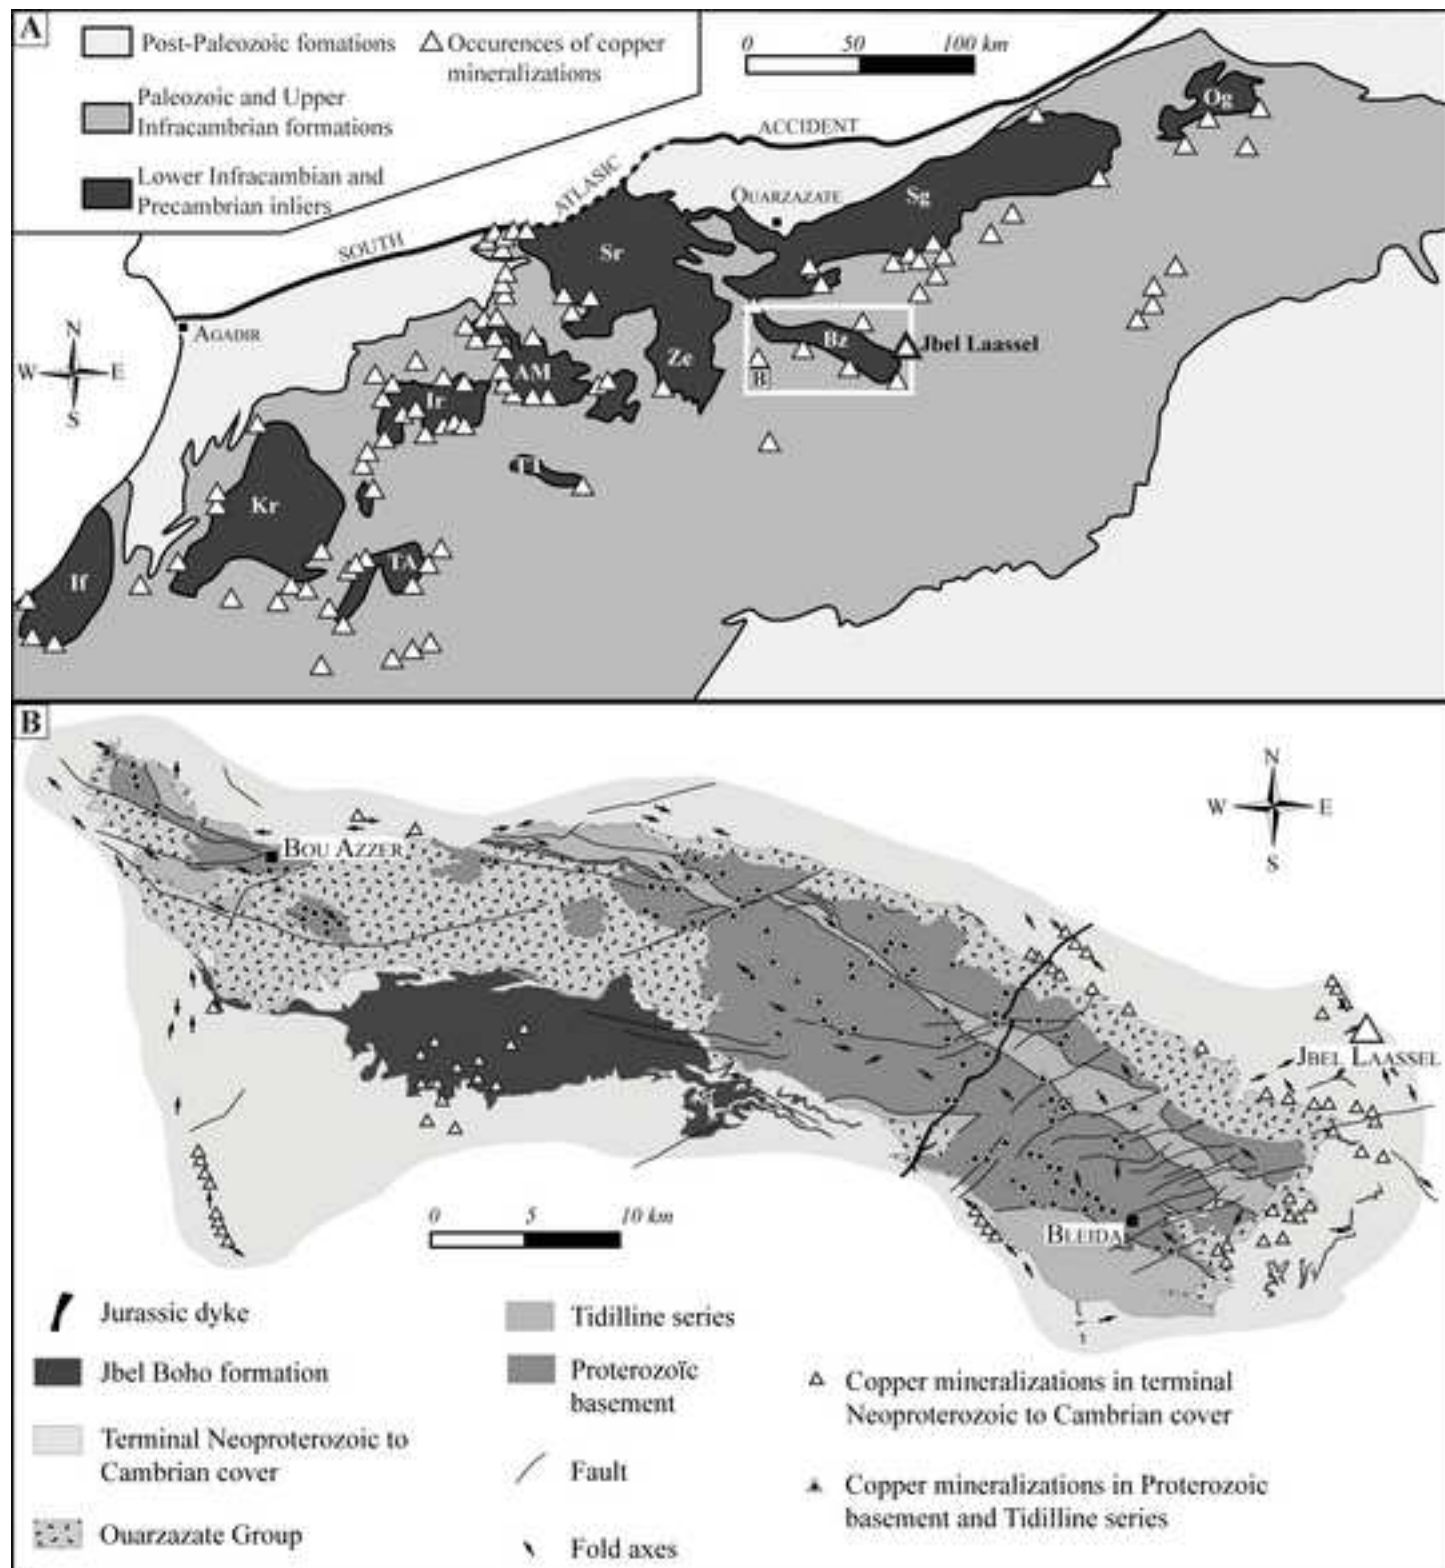 A
Post-Paleozoic fomations
Occurences of copper
mineralizations
Paleozoic and Upper
Infracambrian formations
Lower Infracambian and
Precambrian inliers
0 50 100 km
Og
ACCIDENT
ATLASIC
SOUTH
OUARZAZATE
Sg
Sr
AGADIR
N
W E
S
Bz
Jbel Laassel
B
Ze
AM
Ir
Kr
TA
If
B
N
W E
S
BOU AZZER
JBEL LAASSEL
BLEIDA
0 5 10 km
Jurassic dyke
Jbel Boho formation
Terminal Neoproterozoic to
Cambrian cover
Ouarzazate Group
Tidilline series
Proterozoïc
basement
Fault
Fold axes
Copper mineralizations in terminal
Neoproterozoic to Cambrian cover
Copper mineralizations in Proterozoic
basement and Tidilline series